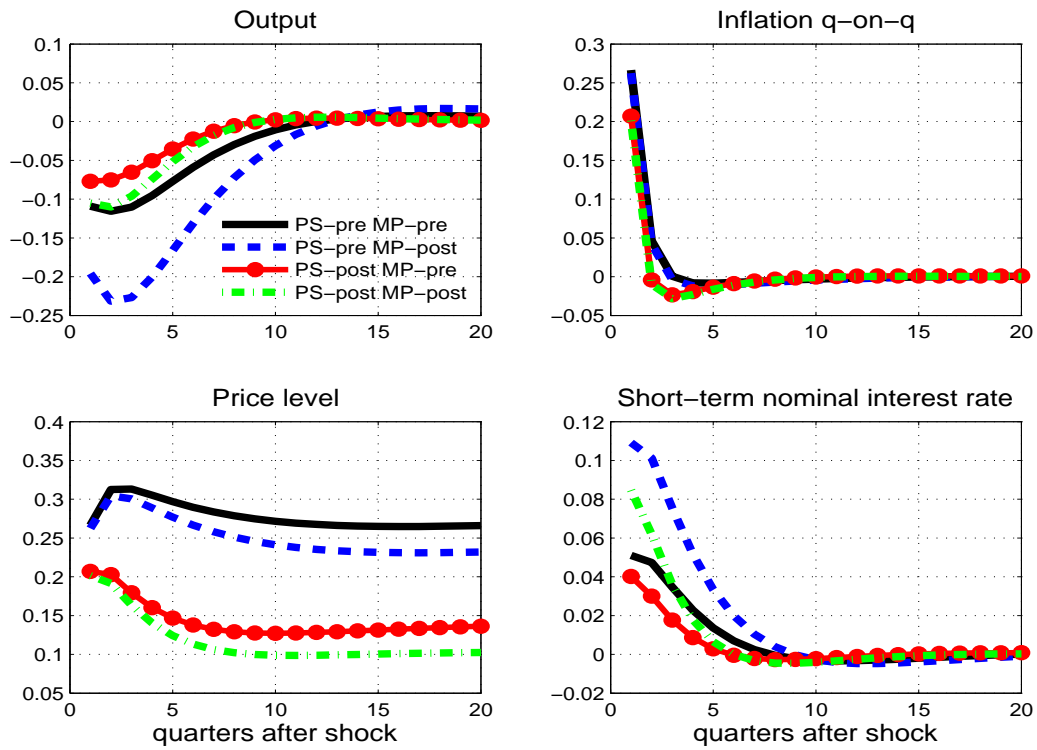 Output
0.1
0.05
0
−0.05
−0.1
−0.15
−0.2
−0.25
0 5 10 15 20
PS−pre MP−pre
PS−pre MP−post
PS−post MP−pre
PS−post MP−post
Inflation q−on−q
0.3
0.2
0.15
0.05
0
−0.05
0 5 10 15 20
Price level
0.4
0.35
0.3
0.25
0.2
0.15
0.1
0.05
0 5 10 15 20
quarters after shock
Short−term nominal interest rate
0.12
0.1
0.08
0.06
0.04
0.02
0
−0.02
0 5 10 15 20
quarters after shock